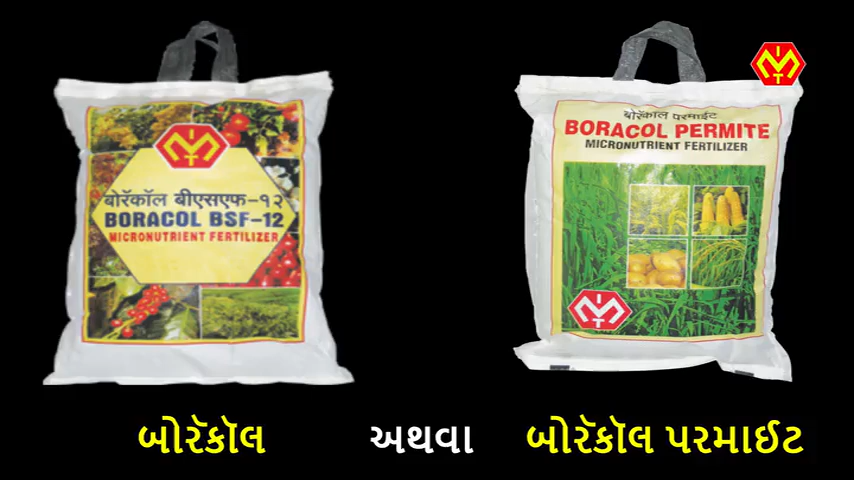 बोरॅकॉल बीएसएफ-१२
BORACOL BSF-12
MICRONUTRIENT FERTILIZER
बोरॅकाल परमाईट
BORACOL PERMITE
MICRONUTRIENT FERTILIZER
બોરૅકૉલ અથવા બોરૅકૉલ પરમાઈટ